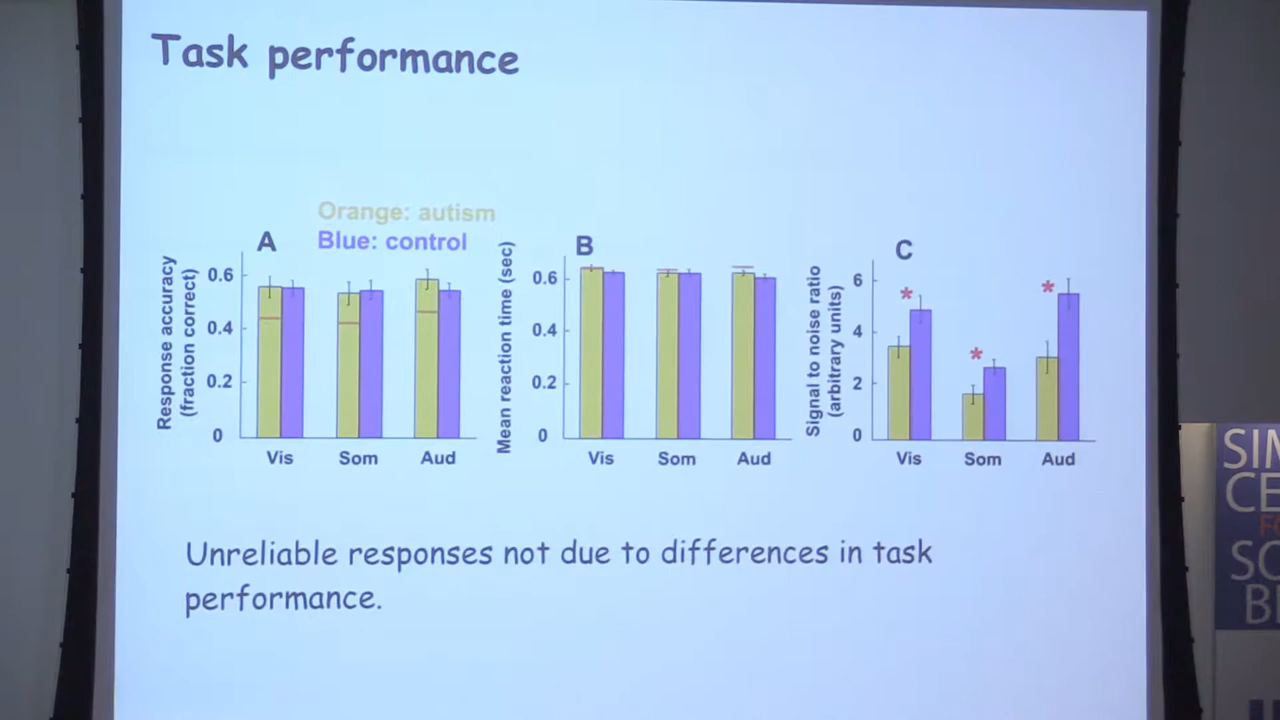 Task performance
Orange: autism
Blue: control
A
Response accuracy
(fraction correct)
0.6
0.4
0.2
0
Vis Som Aud
B
Mean reaction time (sec)
0.6
0.4
0.2
0
Vis Som Aud
C
Signal to noise ratio
(arbitrary units)
6
4
2
0
* * *
Vis Som Aud
Unreliable responses not due to differences in task
performance.
SIM
CE
SO